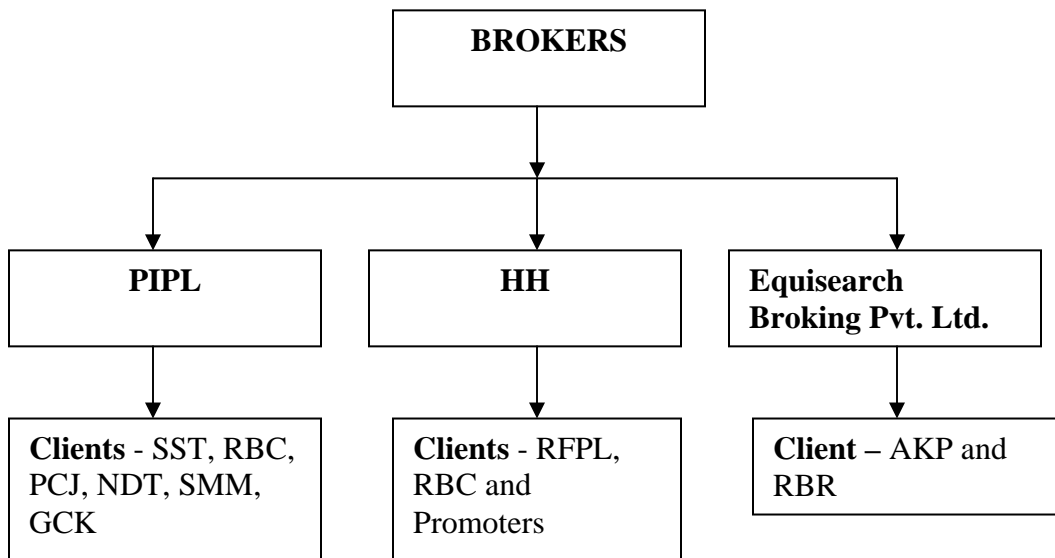 BROKERS
PIPL
HH
Equisearch
Broking Pvt. Ltd.
Clients - SST, RBC,
PCJ, NDT, SMM,
GCK
Clients - RFPL,
RBC and
Promoters
Client – AKP and
RBR